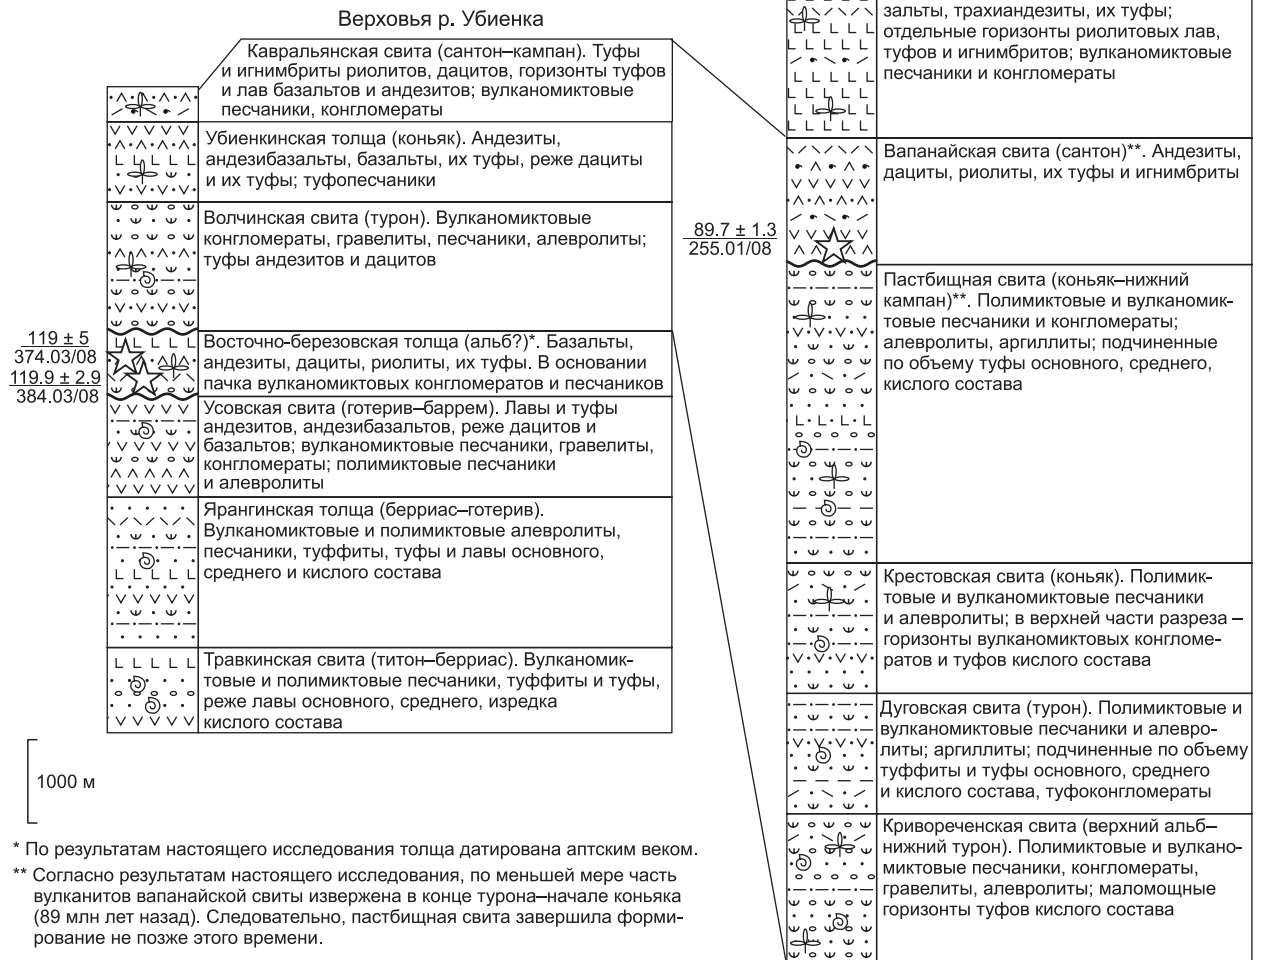 Верховья р. Убиенка
Кавральянская свита (сантон–кампан). Туфы
и игнимбриты риолитов, дацитов, горизонты туфов
и лав базальтов и андезитов; вулканомиктовые
песчаники, конгломераты
Убиенкинская толща (коньяк). Андезиты,
андезибазальты, базальты, их туфы, реже дациты
и их туфы; туфопесчаники
Волчинская свита (турон). Вулканомиктовые
конгломераты, гравелиты, песчаники, алевролиты;
туфы андезитов и дацитов
119 ± 5
374.03/08
119.9 ± 2.9
384.03/08
Восточно-березовская толща (альб?)*. Базальты,
андезиты, дациты, риолиты, их туфы. В основании
пачка вулканомиктовых конгломератов и песчаников
Усовская свита (готерив–баррем). Лавы и туфы
андезитов, андезибазальтов, реже дацитов и
базальтов; вулканомиктовые песчаники, гравелиты,
конгломераты; полимиктовые песчаники
и алевролиты
Ярангинская толща (берриас–готерив).
Вулканомиктовые и полимиктовые алевролиты,
песчаники, туффиты, туфы и лавы основного,
среднего и кислого состава
Травкинская свита (титон–берриас). Вулканомик-
товые и полимиктовые песчаники, туффиты и туфы,
реже лавы основного, среднего, изредка
кислого состава
1000 м
* По результатам настоящего исследования толща датирована аптским веком.
** Согласно результатам настоящего исследования, по меньшей мере часть
вулканитов вапанайской свиты извержена в конце турона–начале коньяка
(89 млн лет назад). Следовательно, пастбищная свита завершила форми-
рование не позже этого времени.
зальты, трахиандезиты, их туфы;
отдельные горизонты риолитовых лав,
туфов и игнимбритов; вулканомиктовые
песчаники и конгломераты
Вапанайская свита (сантон)**. Андезиты,
дациты, риолиты, их туфы и игнимбриты
89.7 ± 1.3
255.01/08
Пастбищная свита (коньяк–нижний
кампан)**. Полимиктовые и вулканомик-
товые песчаники и конгломераты;
алевролиты, аргиллиты; подчиненные
по объему туфы основного, среднего,
кислого состава
Крестовская свита (коньяк). Полимик-
товые и вулканомиктовые песчаники
и алевролиты; в верхней части разреза –
горизонты вулканомиктовых конгломе-
ратов и туфов кислого состава
Дуговская свита (турон). Полимиктовые и
вулканомиктовые песчаники и алевро-
литы; аргиллиты; подчиненные по объему
туффиты и туфы основного, среднего
и кислого состава, туфоконгломераты
Кривореченская свита (верхний альб–
нижний турон). Полимиктовые и вулкано-
миктовые песчаники, конгломераты,
гравелиты, алевролиты; маломощные
горизонты туфов кислого состава